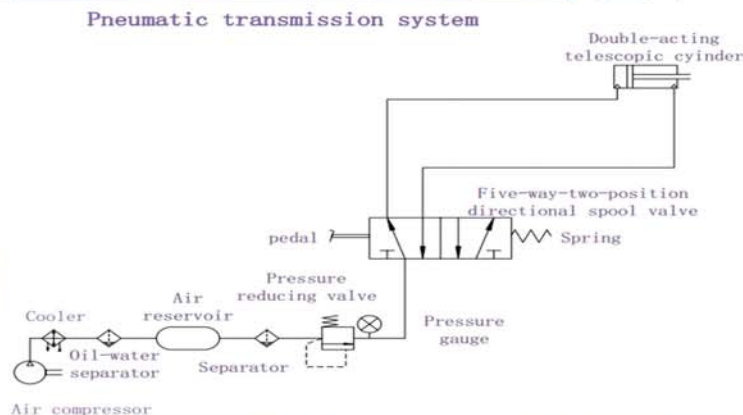 Pneumatic transmission system
Double-acting
telescopic cyinder
Five-way-two-position
directional spool valve
pedal
Spring
Pressure
reducing valve
Air
reservoir
Cooler
Pressure
gauge
Oil-water
separator
Separator
Air compressor